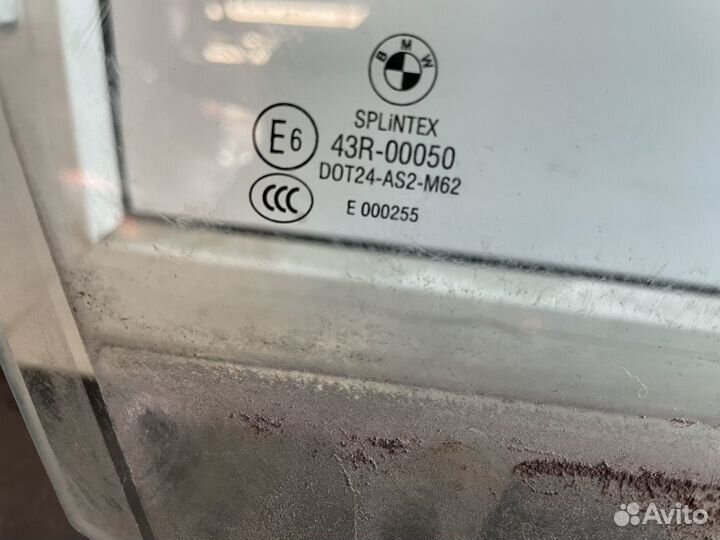 BMW
SPLiNTEX
E6 43R-00050
DOT24-AS2-M62
CCC E 000255
Avito